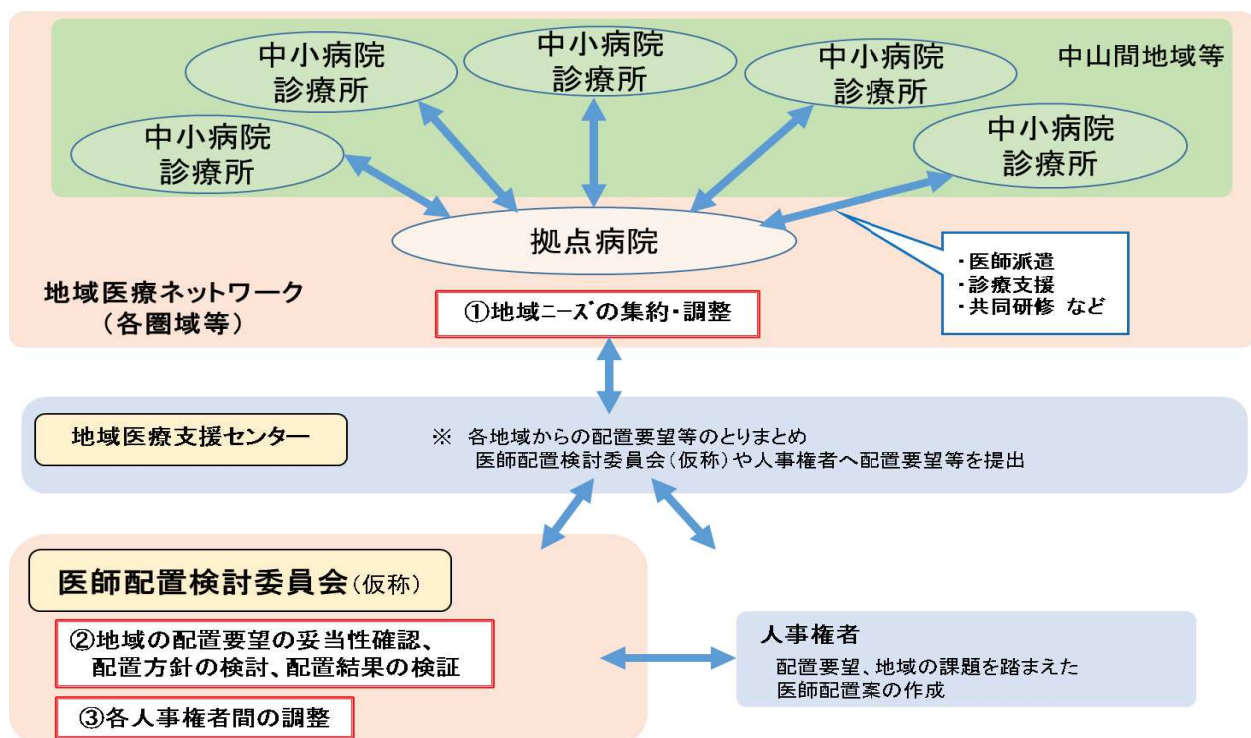 中小病院
診療所
中小病院
診療所
中小病院
診療所
中小病院
診療所
中小病院
診療所
中山間地域等
拠点病院
・医師派遣
・診療支援
・共同研修 など
地域医療ネットワーク
（各圏域等）
①地域ニーズの集約・調整
地域医療支援センター
※ 各地域からの配置要望等のとりまとめ
医師配置検討委員会（仮称）や人事権者へ配置要望等を提出
医師配置検討委員会（仮称）
②地域の配置要望の妥当性確認、
配置方針の検討、配置結果の検証
③各人事権者間の調整
人事権者
配置要望、地域の課題を踏まえた
医師配置案の作成